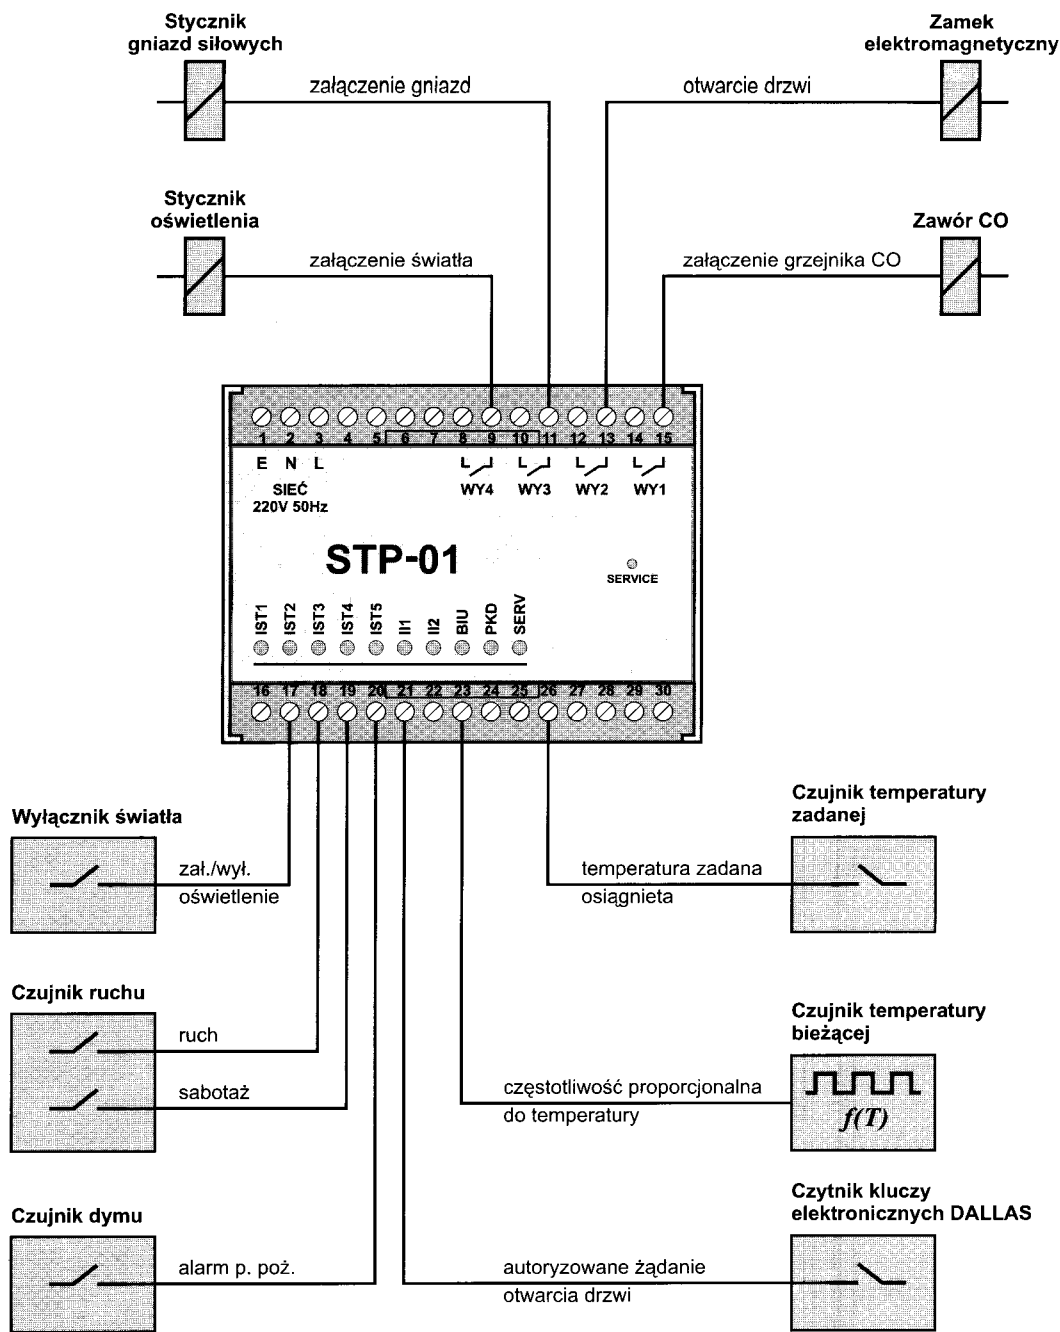 Stycznik
gniazd siłowych
Zamek
elektromagnetyczny
załączenie gniazd
otwarcie drzwi
Stycznik
oświetlenia
Zawór CO
załączenie światła
załączenie grzejnika CO
1 2 3 4 5 6 7 8 9 10 11 12 13 14 15
E N L
SIEĆ
220V 50Hz
WY4 WY3 WY2 WY1
STP-01
SERVICE
IST1 IST2 IST3 IST4 IST5 II1 II2 BIU PKD SERV
16 17 18 19 20 21 22 23 24 25 26 27 28 29 30
Wyłącznik światła
zał./wył.
oświetlenie
Czujnik temperatury
zadanej
temperatura zadana
osiągnieta
Czujnik ruchu
ruch
sabotaż
Czujnik temperatury
bieżącej
częstotliwość proporcjonalna
do temperatury
f(T)
Czujnik dymu
alarm p. poż.
Czytnik kluczy
elektronicznych DALLAS
autoryzowane żądanie
otwarcia drzwi